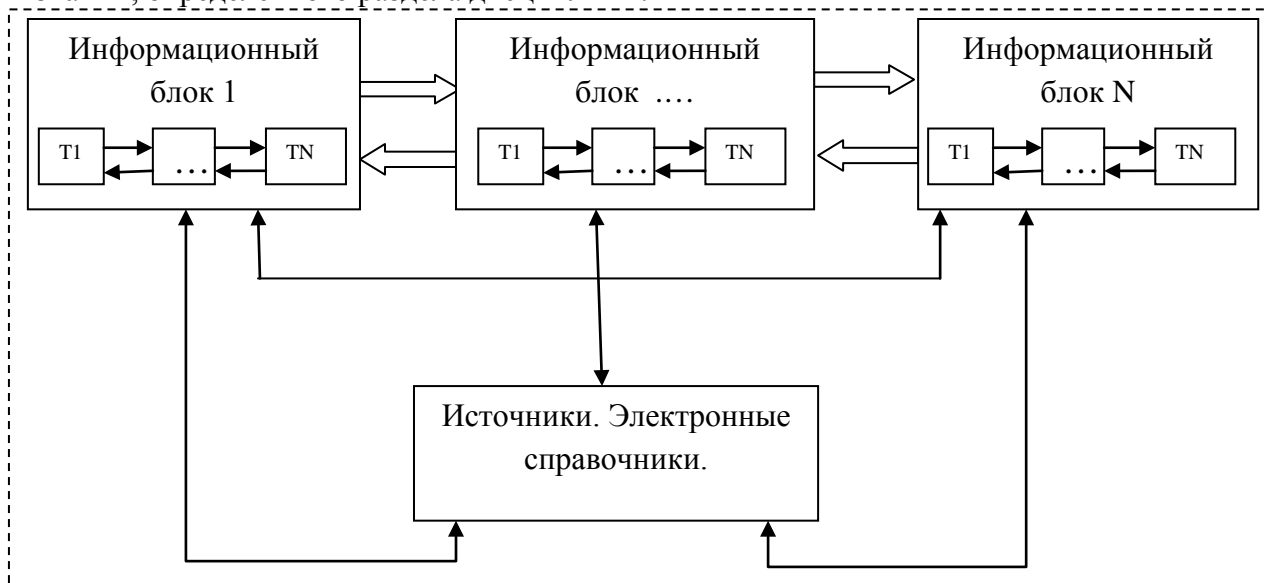 Информационный
блок 1
Информационный
блок ….
Информационный
блок N
T1
…
TN
T1
…
TN
T1
…
TN
Источники. Электронные
справочники.